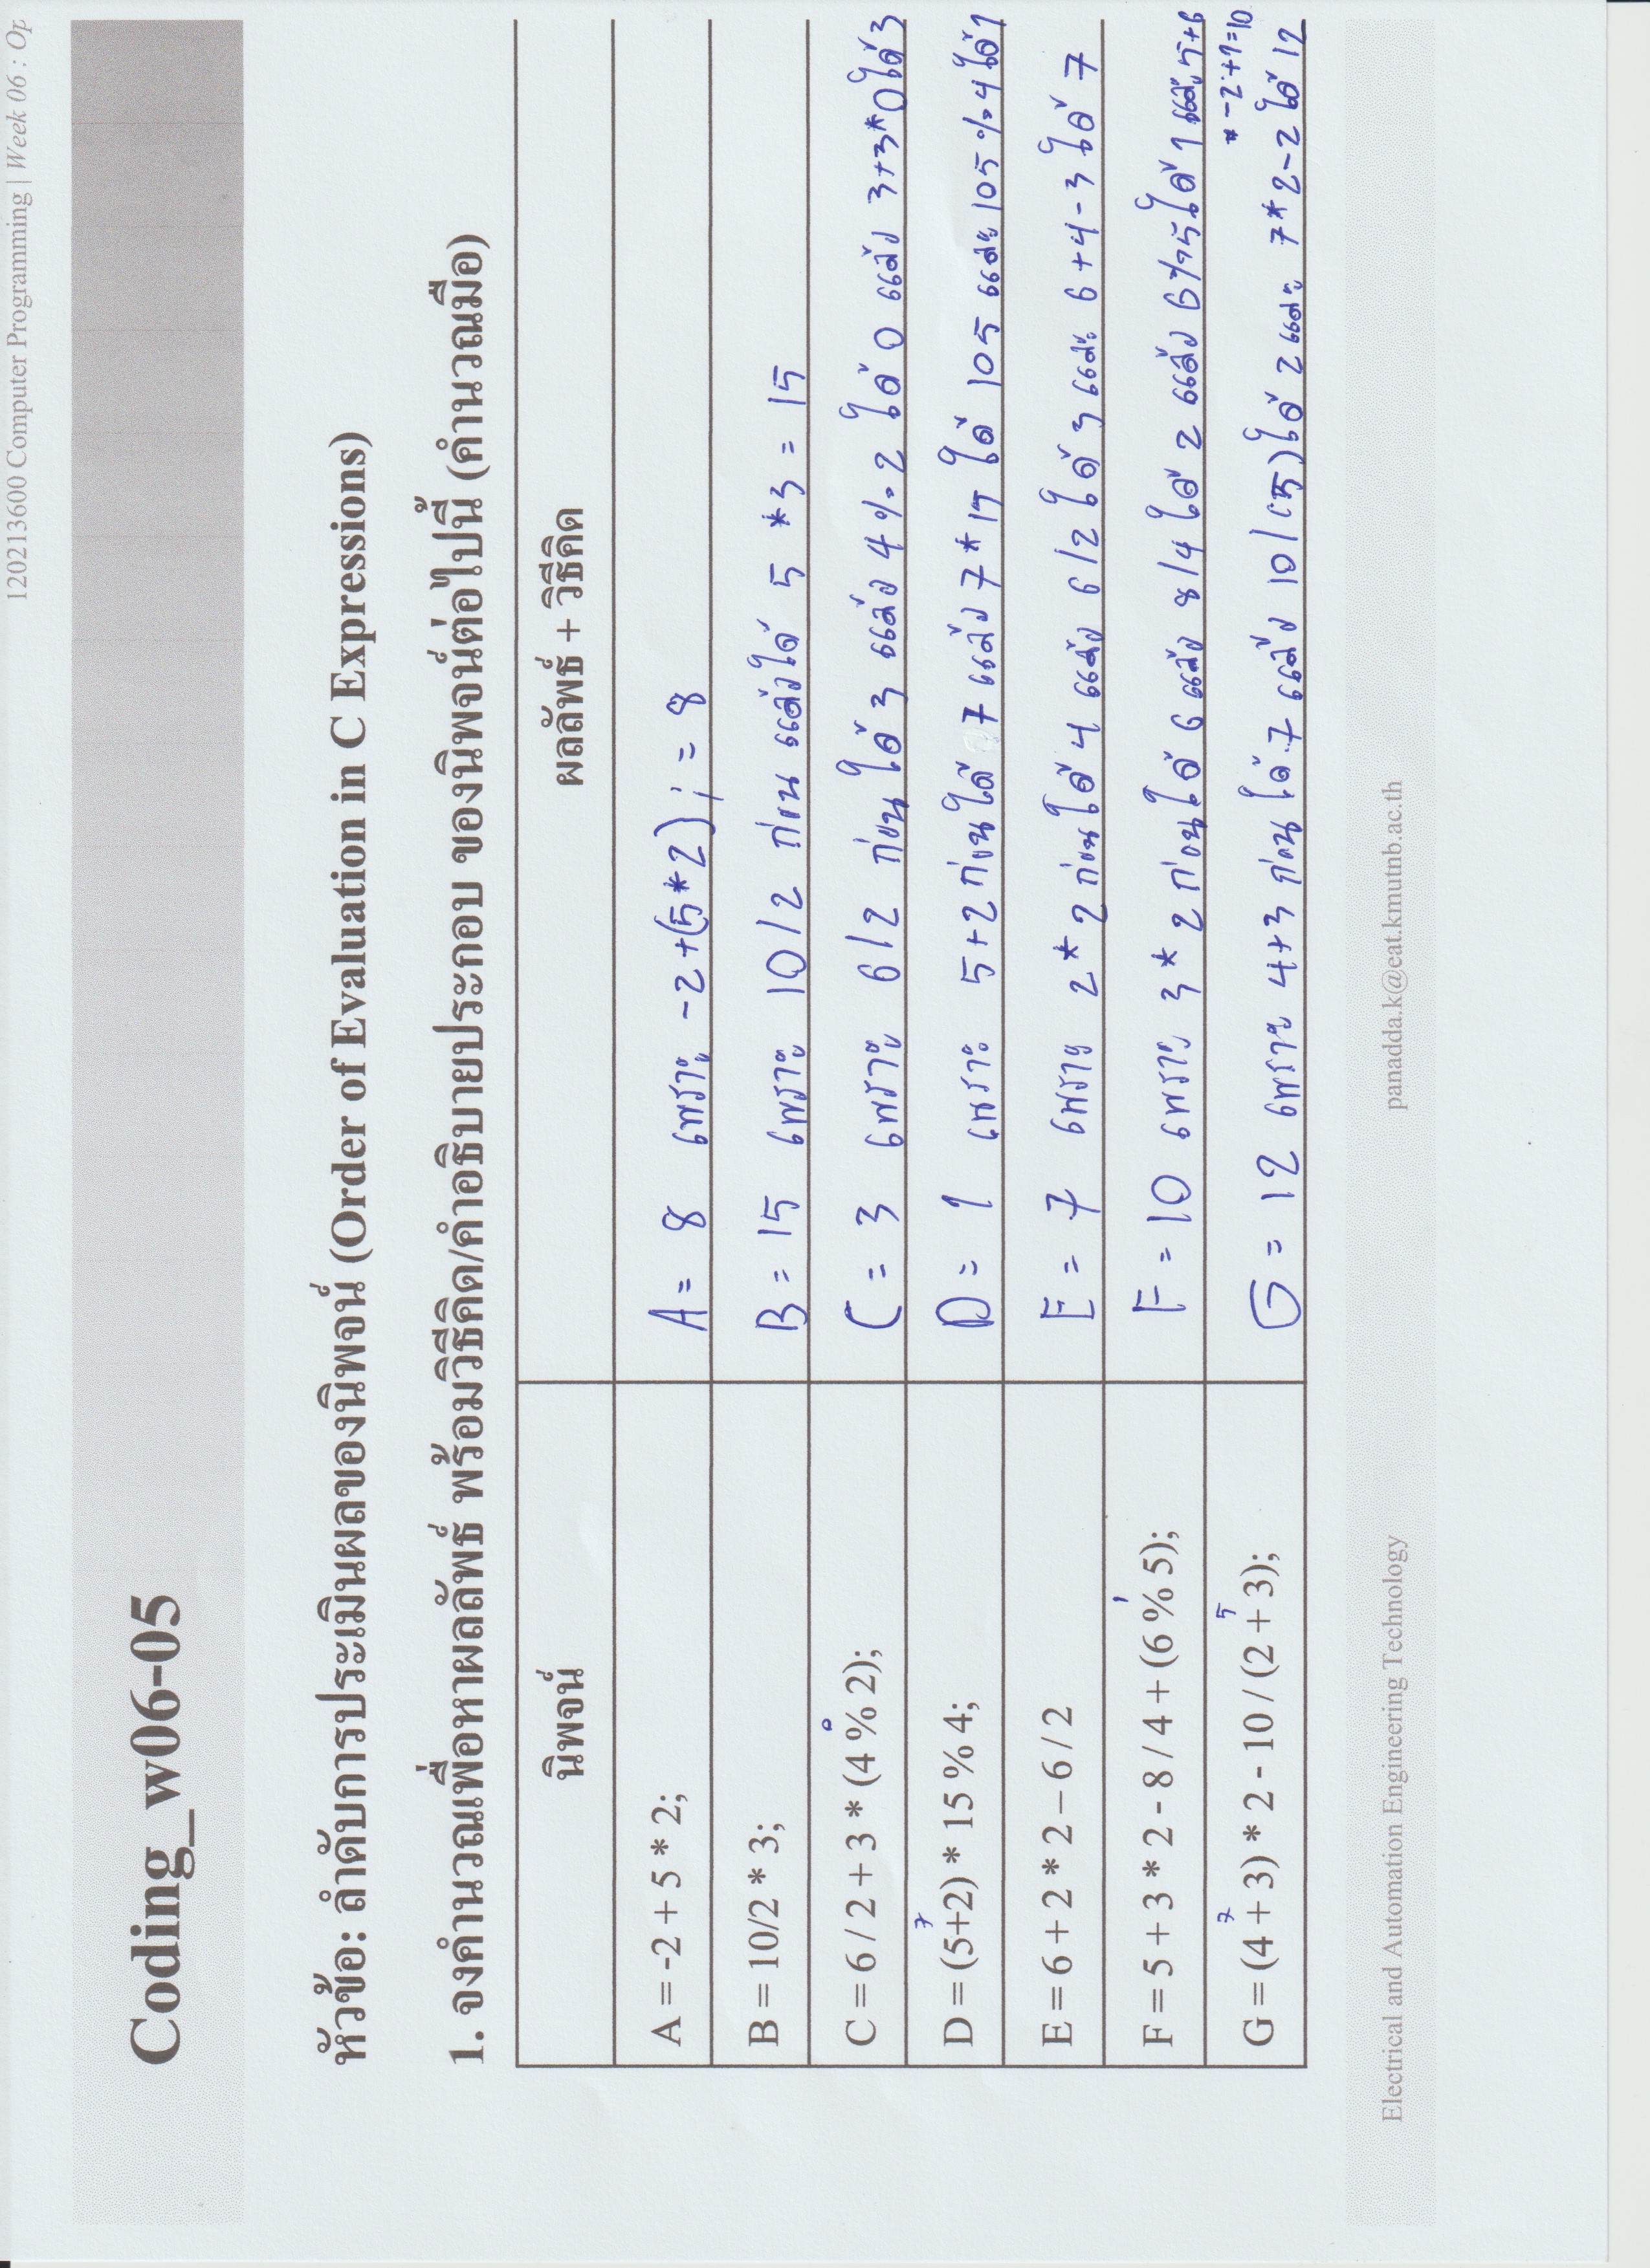 120213600 Computer Programming | Week 06 : Op
Coding_w06-05
หัวข้อ: ลำดับการประเมินผลของนิพจน์ (Order of Evaluation in C Expressions)
1. จงคำนวณเพื่อหาผลลัพธ์ พร้อมวิธีคิด/คำอธิบายประกอบ ของนิพจน์ต่อไปนี้ (คำนวณมือ)
นิพจน์ ผลลัพธ์ + วิธีคิด
A = -2 + 5 * 2; A = 8 เพราะ -2+(5*2); = 8
B = 10/2 * 3; B = 15 เพราะ 10/2 ก่อน แล้วได้ 5 *3 = 15
0
C = 6 / 2 + 3 * (4 % 2); C = 3 เพราะ 6/2 ก่อน ได้ 3 แล้ว 4 % 2 ได้ 0 แล้ว 3+3*0 ได้ 3
7
D = (5+2) * 15 % 4; D = 1 เพราะ 5+2 ก่อนได้ 7 แล้ว 7*15 ได้ 105 และ 105 % 4 ได้ 1
E = 6 + 2 * 2 – 6 / 2 E = 7 เพราะ 2*2 ก่อนได้ 4 แล้ว 6/2 ได้ 3 และ 6+4-3 ได้ 7
1
F = 5 + 3 * 2 - 8 / 4 + (6 % 5); F = 10 เพราะ 3*2 ก่อนได้ 6 แล้ว 8/4 ได้ 2 แล้ว 6%5 ได้ 1 และ 5+6
-2+1=10
7 5
G = (4 + 3) * 2 - 10 / (2 + 3); G = 12 เพราะ 4+3 ก่อน ได้ 7 แล้ว 10/(5) ได้ 2 และ 7*2-2 ได้ 12
Electrical and Automation Engineering Technology panadda.k@eat.kmutnb.ac.th